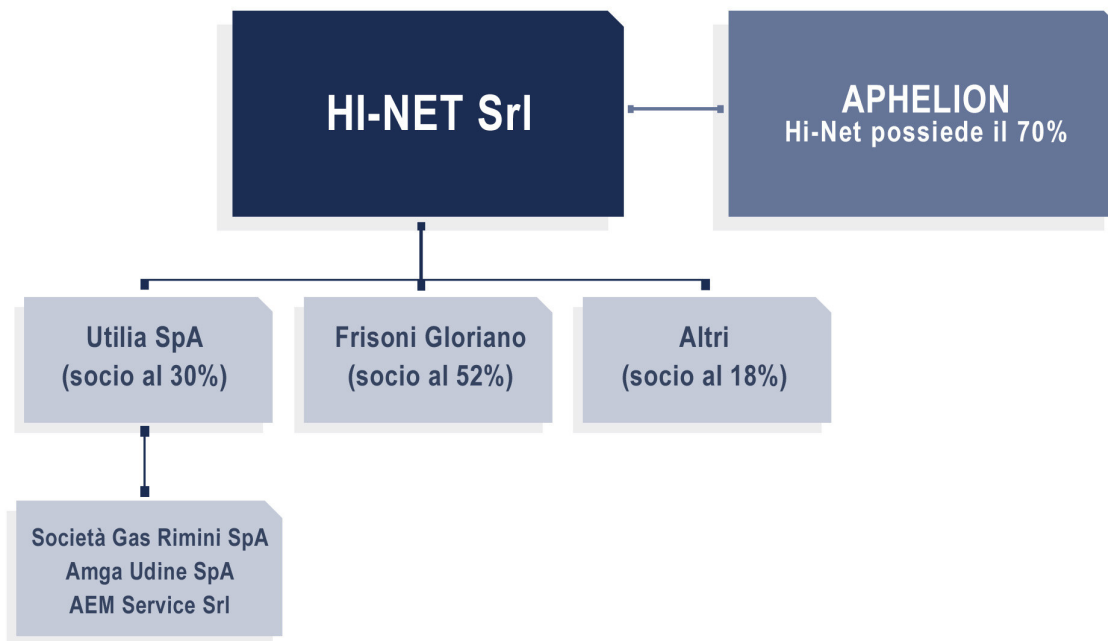 HI-NET Srl
APHELION
Hi-Net possiede il 70%
Utilia SpA
(socio al 30%)
Frisoni Gloriano
(socio al 52%)
Altri
(socio al 18%)
Società Gas Rimini SpA
Amga Udine SpA
AEM Service Srl